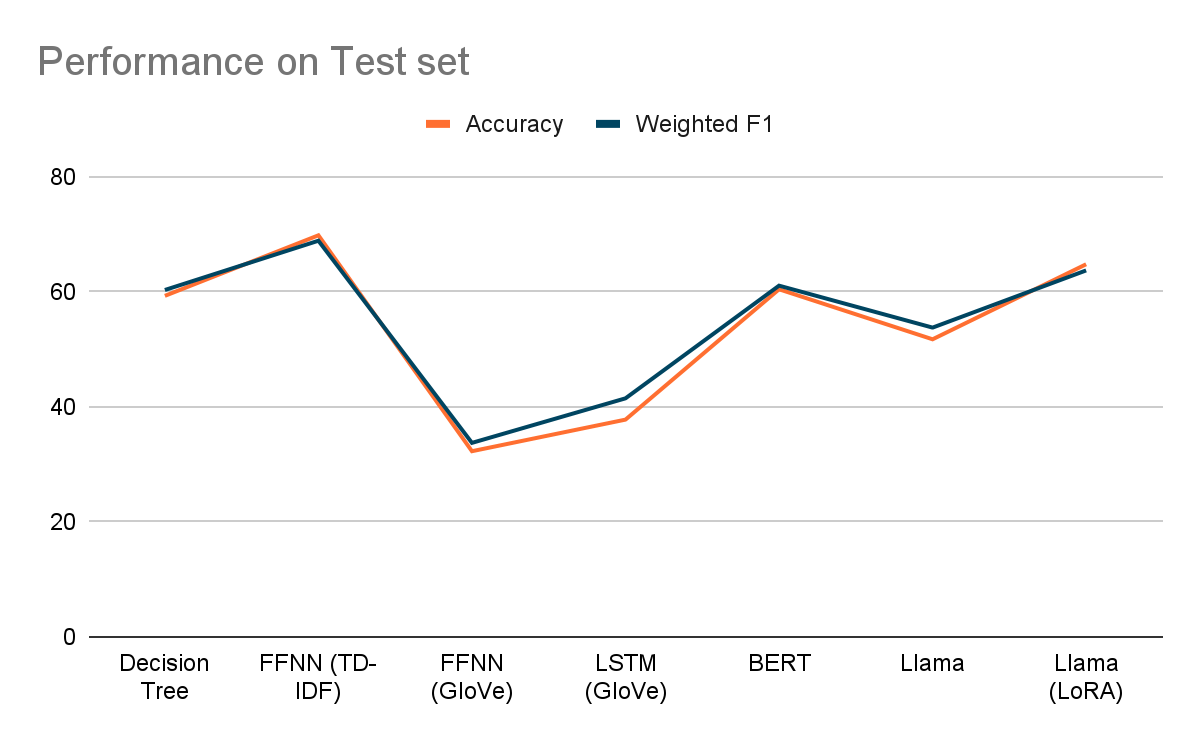 Performance on Test set
Accuracy Weighted F1
80
60
40
20
0
Decision
Tree
FFNN (TD-
IDF)
FFNN
(GloVe)
LSTM
(GloVe)
BERT
Llama
Llama
(LoRA)